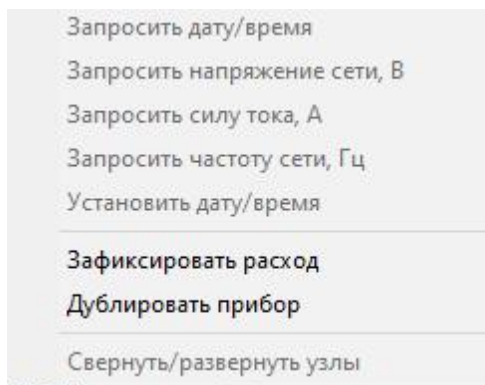 Запросить дату/время
Запросить напряжение сети, В
Запросить силу тока, А
Запросить частоту сети, Гц
Установить дату/время
Зафиксировать расход
Дублировать прибор
Свернуть/развернуть узлы